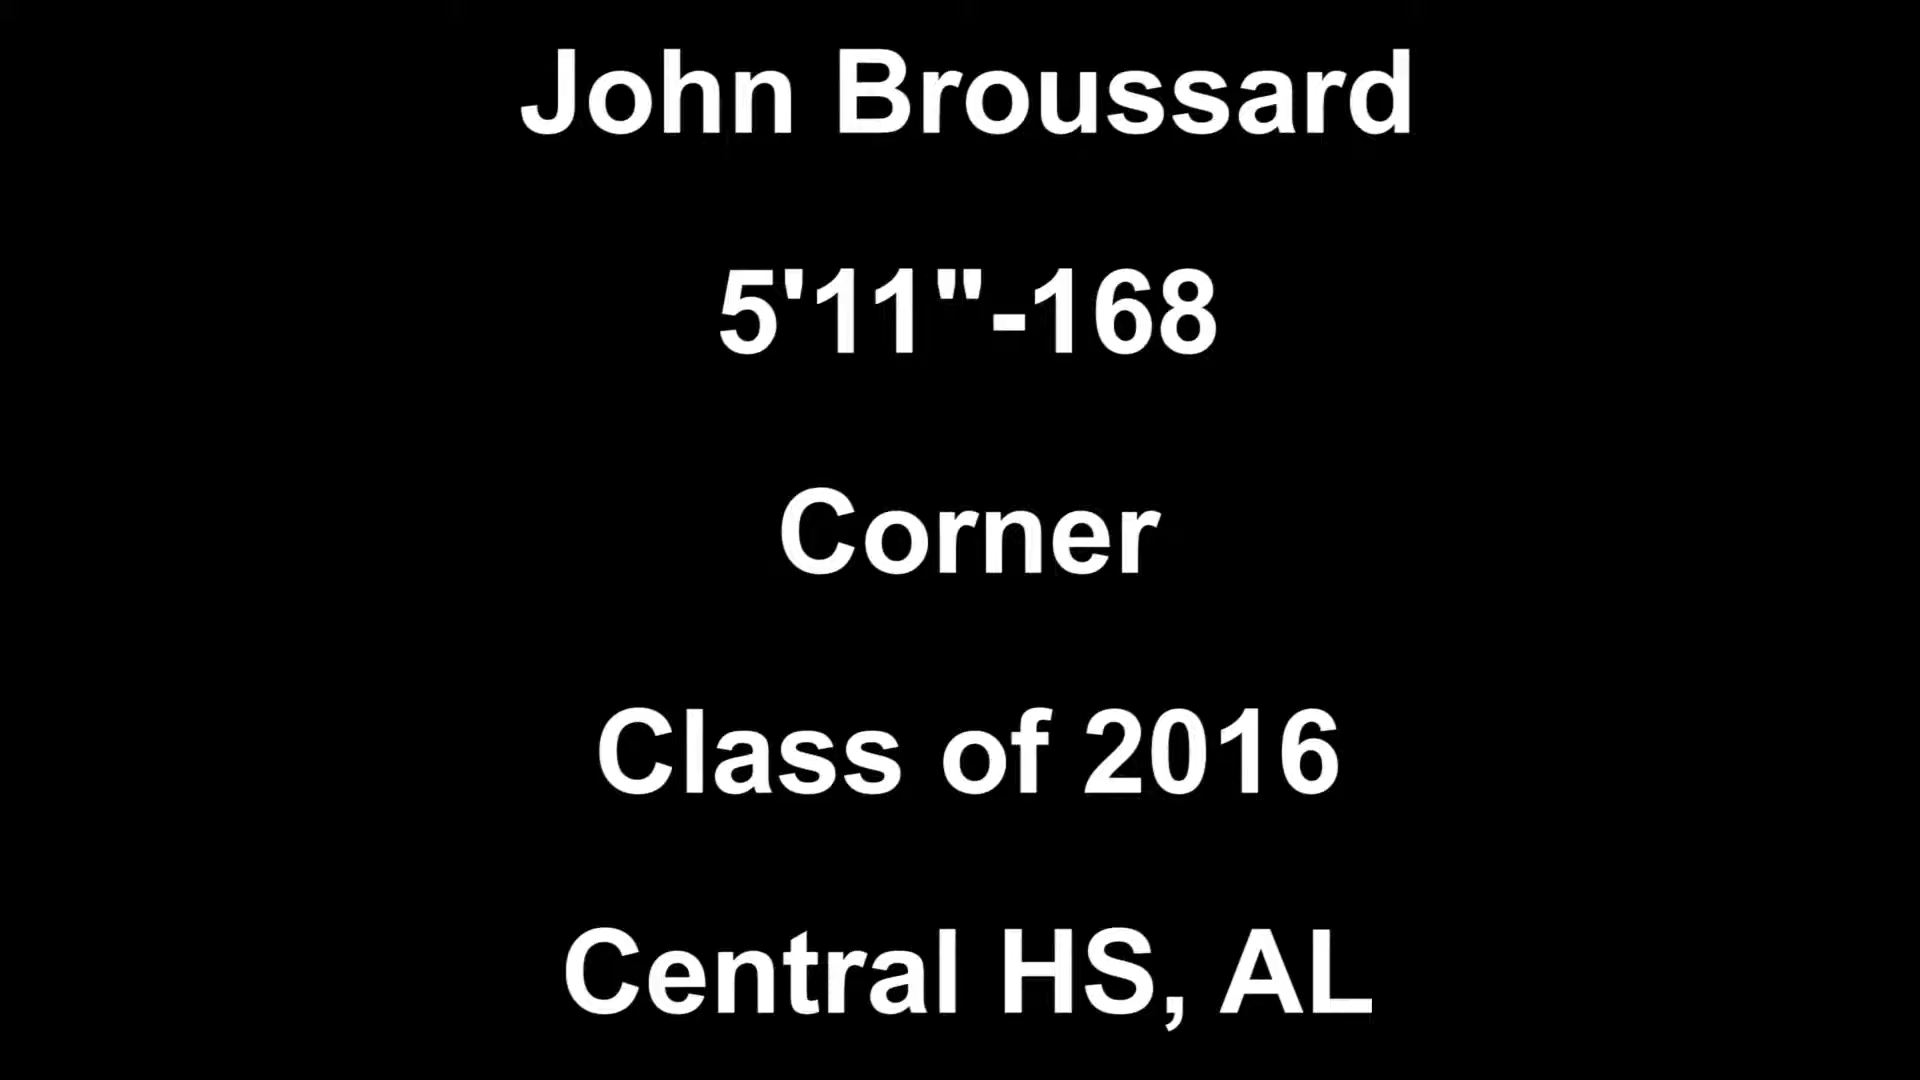 John Broussard
5'11"-168
Corner
Class of 2016
Central HS, AL